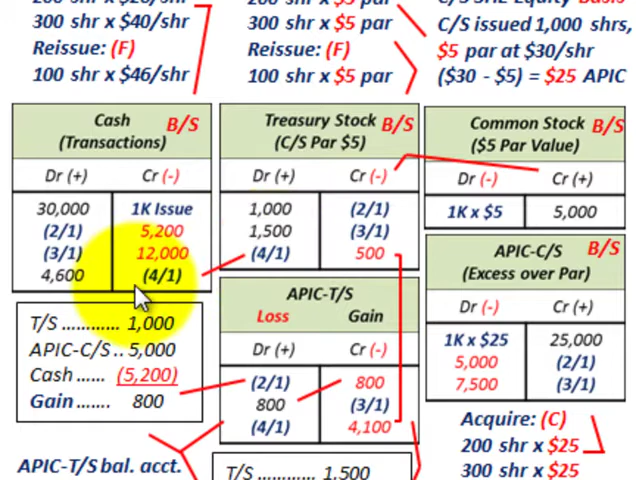 300 shr x $40/shr
Reissue: (F)
100 shr x $46/shr
300 shr x $5 par
Reissue: (F)
100 shr x $5 par
C/S issued 1,000 shrs,
$5 par at $30/shr
($30 - $5) = $25 APIC
Cash B/S
(Transactions)
Dr (+) Cr (-)
30,000 1K Issue
(2/1) 5,200
(3/1) 12,000
4,600 (4/1)
Treasury Stock B/S
(C/S Par $5)
Dr (+) Cr (-)
1,000 (2/1)
1,500 (3/1)
(4/1) 500
Common Stock B/S
($5 Par Value)
Dr (-) Cr (+)
1K x $5 5,000
APIC-C/S B/S
(Excess over Par)
Dr (-) Cr (+)
1K x $25 25,000
5,000 (2/1)
7,500 (3/1)
APIC-T/S
Loss Gain
Dr (+) Cr (-)
(2/1) 800
800 (3/1)
(4/1) 4,100
T/S ............ 1,000
APIC-C/S .. 5,000
Cash ...... (5,200)
Gain ....... 800
APIC-T/S bal. acct.
T/S ............ 1,500
Acquire: (C)
200 shr x $25
300 shr x $25